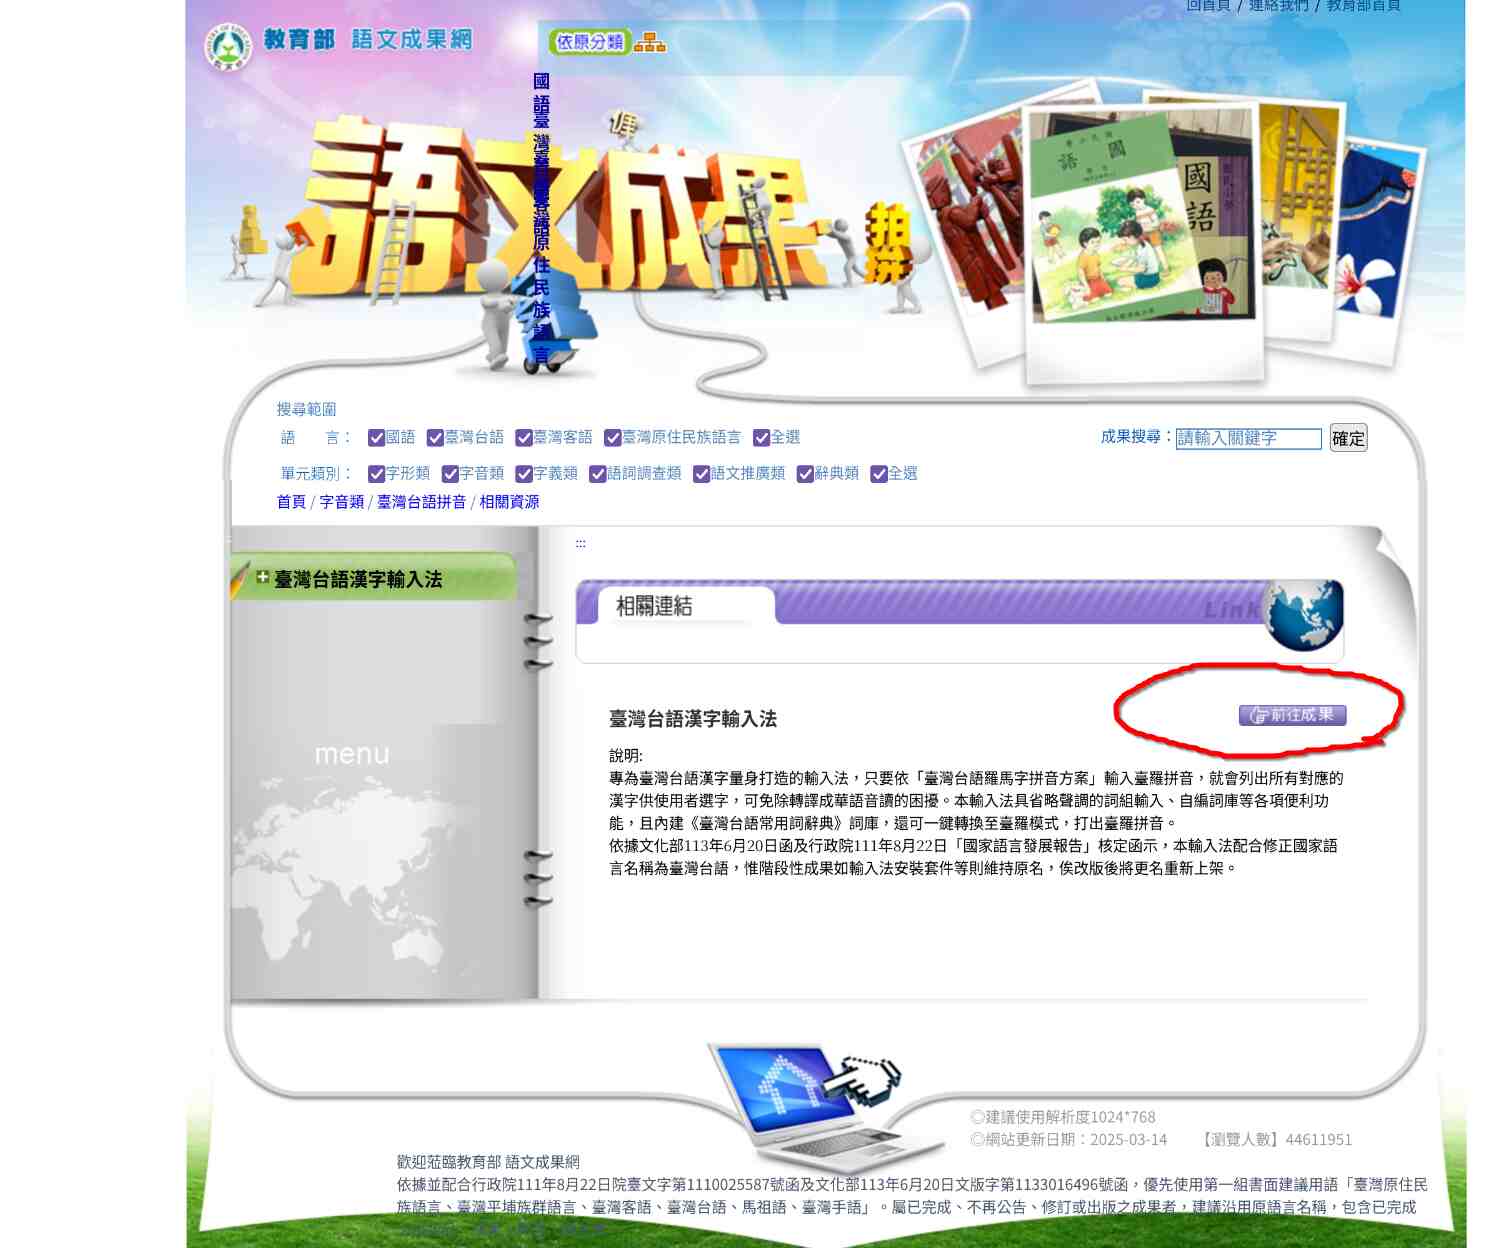 回首頁 / 連絡我們 / 教育部首頁
教育部 語文成果網
依原分類
國語
臺灣
原住民族語言
語文成果
課
拍拼
國語
國語
搜尋範圍
語 言： 國語 臺灣台語 臺灣客語 臺灣原住民族語言 全選
成果搜尋： 請輸入關鍵字 確定
單元類別： 字形類 字音類 字義類 語詞調查類 語文推廣類 辭典類 全選
首頁 / 字音類 / 臺灣台語拼音 / 相關資源
:::
臺灣台語漢字輸入法
相關連結
Link
臺灣台語漢字輸入法
前往成果
說明:
專為臺灣台語漢字量身打造的輸入法，只要依「臺灣台語羅馬字拼音方案」輸入臺羅拼音，就會列出所有對應的
漢字供使用者選字，可免除轉譯成華語音讀的困擾。本輸入法具省略聲調的詞組輸入、自編詞庫等各項便利功
能，且內建《臺灣台語常用詞辭典》詞庫，還可一鍵轉換至臺羅模式，打出臺羅拼音。
依據文化部113年6月20日函及行政院111年8月22日「國家語言發展報告」核定函示，本輸入法配合修正國家語
言名稱為臺灣台語，惟階段性成果如輸入法安裝套件等則維持原名，俟改版後將更名重新上架。
menu
◎建議使用解析度1024*768
◎網站更新日期：2025-03-14 【瀏覽人數】44611951
歡迎蒞臨教育部 語文成果網
依據並配合行政院111年8月22日院臺文字第1110025587號函及文化部113年6月20日文版字第1133016496號函，優先使用第一組書面建議用語「臺灣原住民
族語言、臺灣平埔族群語言、臺灣客語、臺灣台語、馬祖語、臺灣手語」。屬已完成、不再公告、修訂或出版之成果者，建議沿用原語言名稱，包含已完成